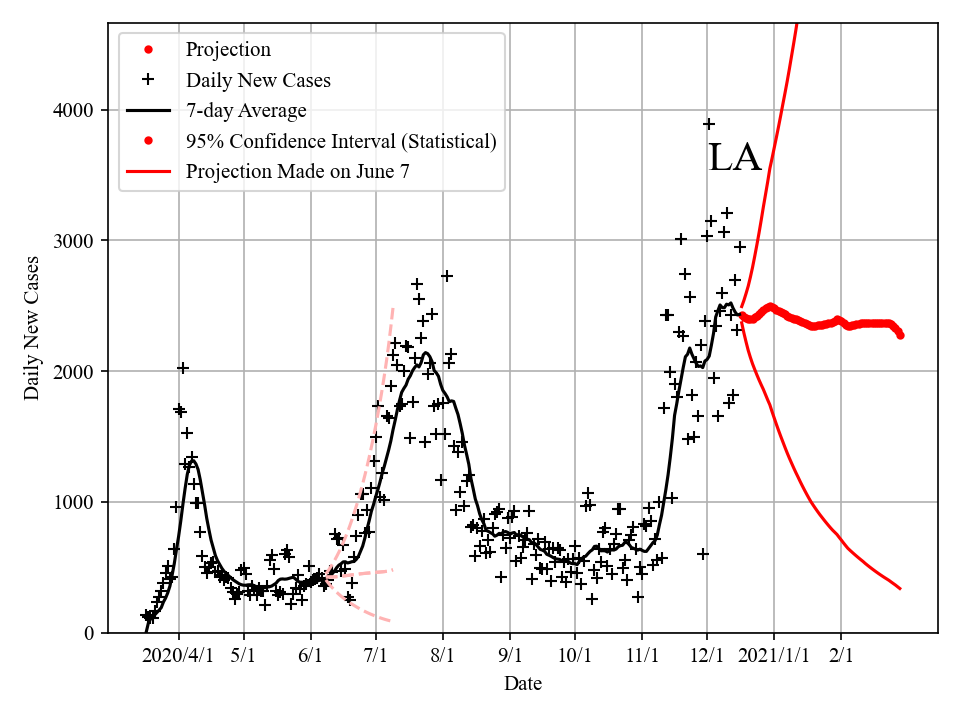 Projection
Daily New Cases
7-day Average
95% Confidence Interval (Statistical)
Projection Made on June 7
LA
4000
3000
2000
1000
0
Daily New Cases
2020/4/1 5/1 6/1 7/1 8/1 9/1 10/1 11/1 12/1 2021/1/1 2/1
Date